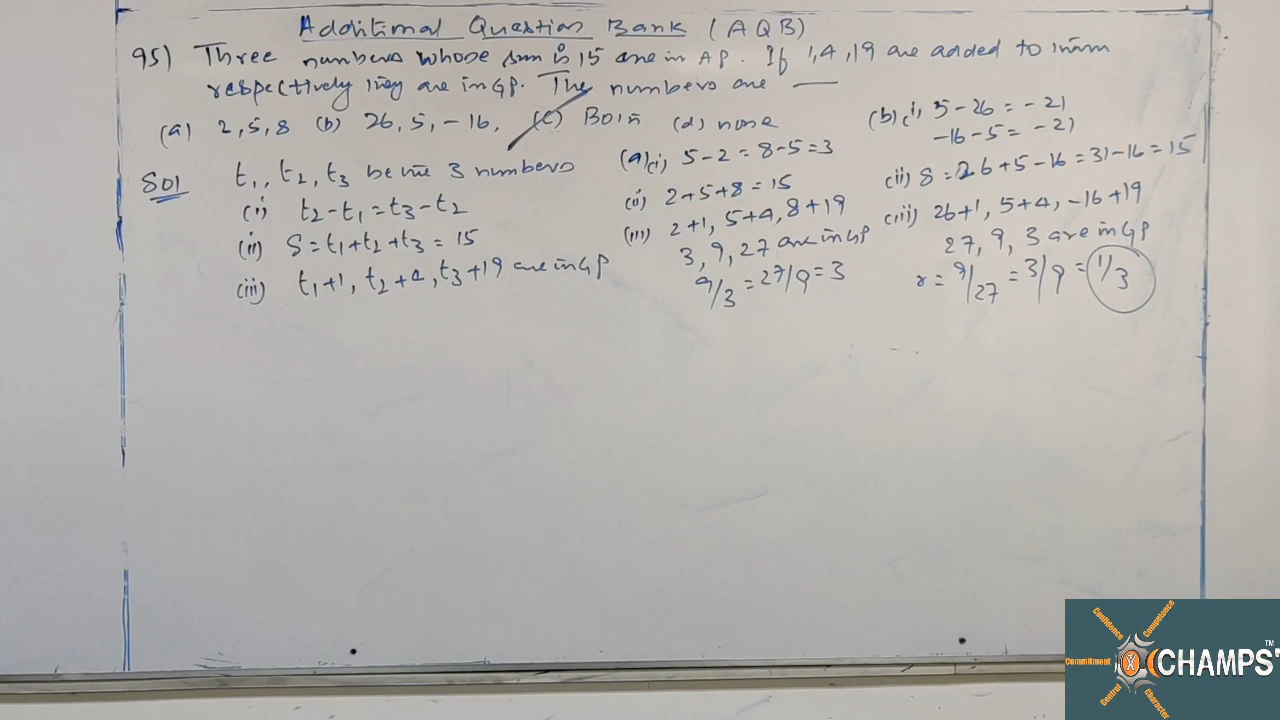 Additional Question Bank (AQB)
95) Three numbers whose sum is 15 are in AP. If 1,4,19 are added to them
respectively they are in GP. The numbers are —
(a) 2,5,8 (b) 26, 5, -16, (c) Both (d) none
Sol t1, t2, t3 be the 3 numbers
(i) t2-t1 = t3-t2
(ii) S = t1+t2+t3 = 15
(iii) t1+1, t2+4, t3+19 are in GP
(a) (i) 5-2 = 8-5 = 3
(ii) 2+5+8 = 15
(iii) 2+1, 5+4, 8+19
3, 9, 27 are in GP
9/3 = 27/9 = 3
(b) (i) 5-26 = -21
-16-5 = -21
(ii) S = 26+5-16 = 31-16 = 15
(iii) 26+1, 5+4, -16+19
27, 9, 3 are in GP
r = 9/27 = 3/9 = 1/3
Confidence
Competence
Commitment
CHAMPS™
Control
Character